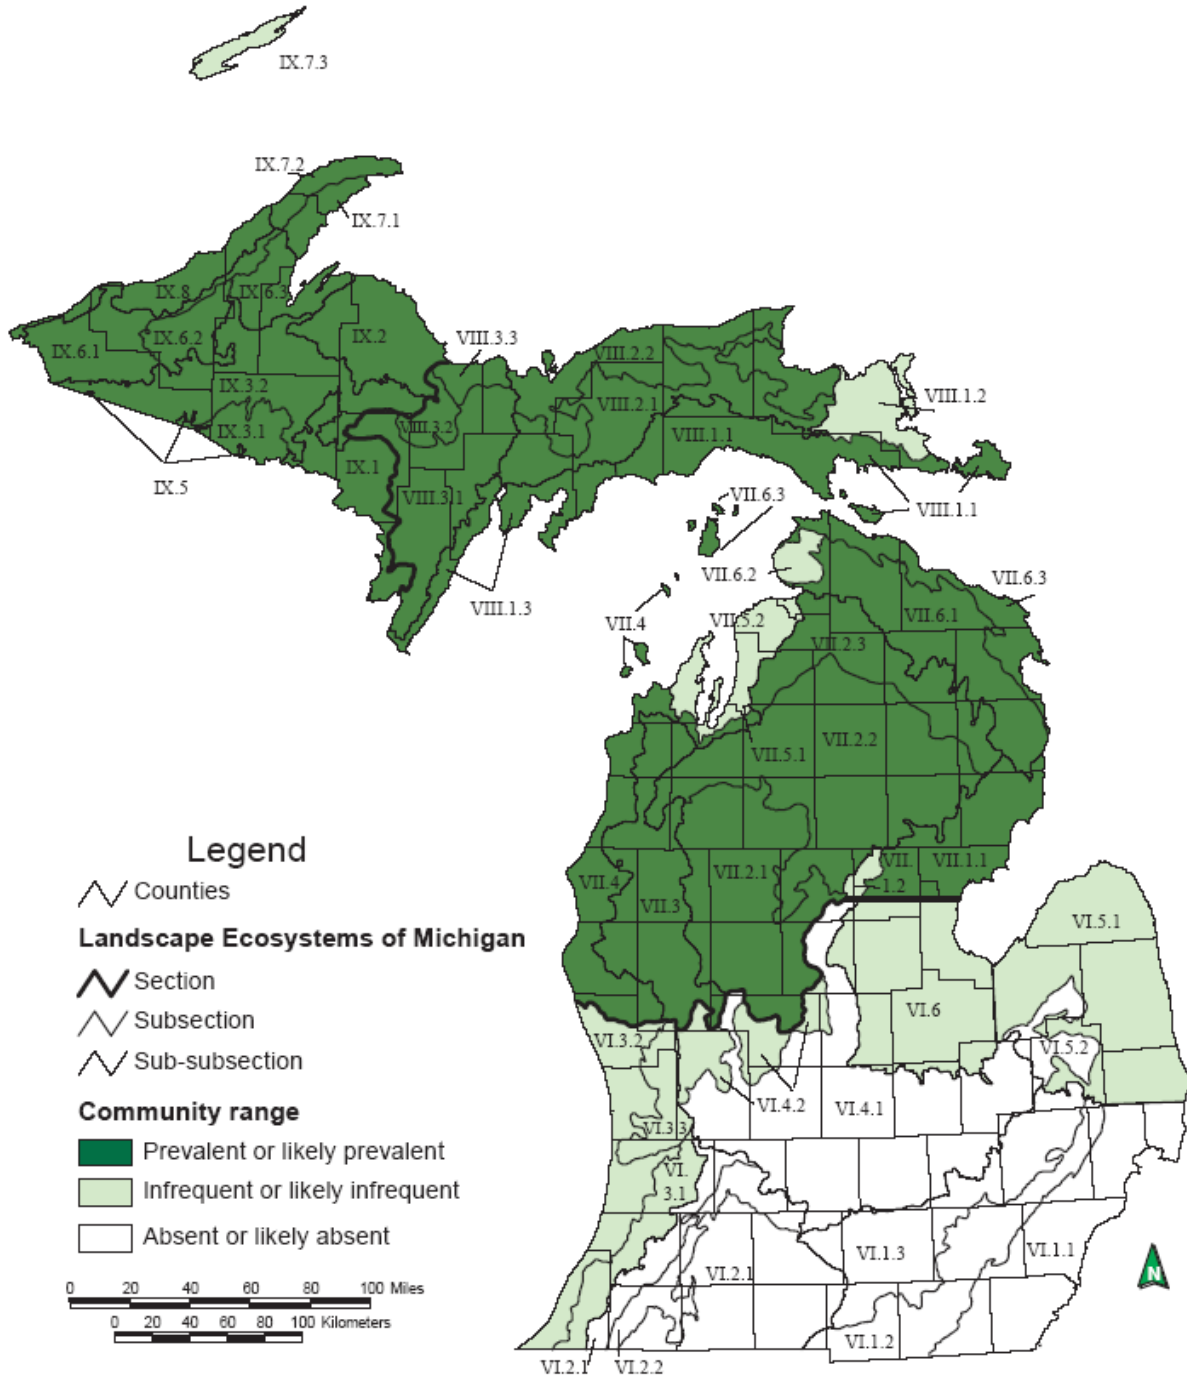 IX.7.3
IX.7.2
IX.7.1
IX.8
IX.6.3
IX.6.2
IX.6.1
IX.2
VIII.3.3
VIII.2.2
IX.3.2
VIII.2.1
VIII.1.2
IX.3.1
VIII.3.2
VIII.1.1
IX.1
IX.5
VIII.3.1
VII.6.3
VIII.1.1
VII.6.2
VII.6.3
VIII.1.3
VII.4
VII.5.2
VII.6.1
VII.2.3
VII.2.2
VII.5.1
Legend
Counties
Landscape Ecosystems of Michigan
Section
Subsection
Sub-subsection
Community range
Prevalent or likely prevalent
Infrequent or likely infrequent
Absent or likely absent
0 20 40 60 80 100 Miles
0 20 40 60 80 100 Kilometers
VII.4
VII.3
VII.2.1
VII.
1.2
VII.1.1
VI.5.1
VI.6
VI.3.2
VI.5.2
VI.4.2
VI.4.1
VI.3.3
VI.
3.1
VI.1.3
VI.1.1
VI.2.1
VI.1.2
VI.2.1
VI.2.2
N